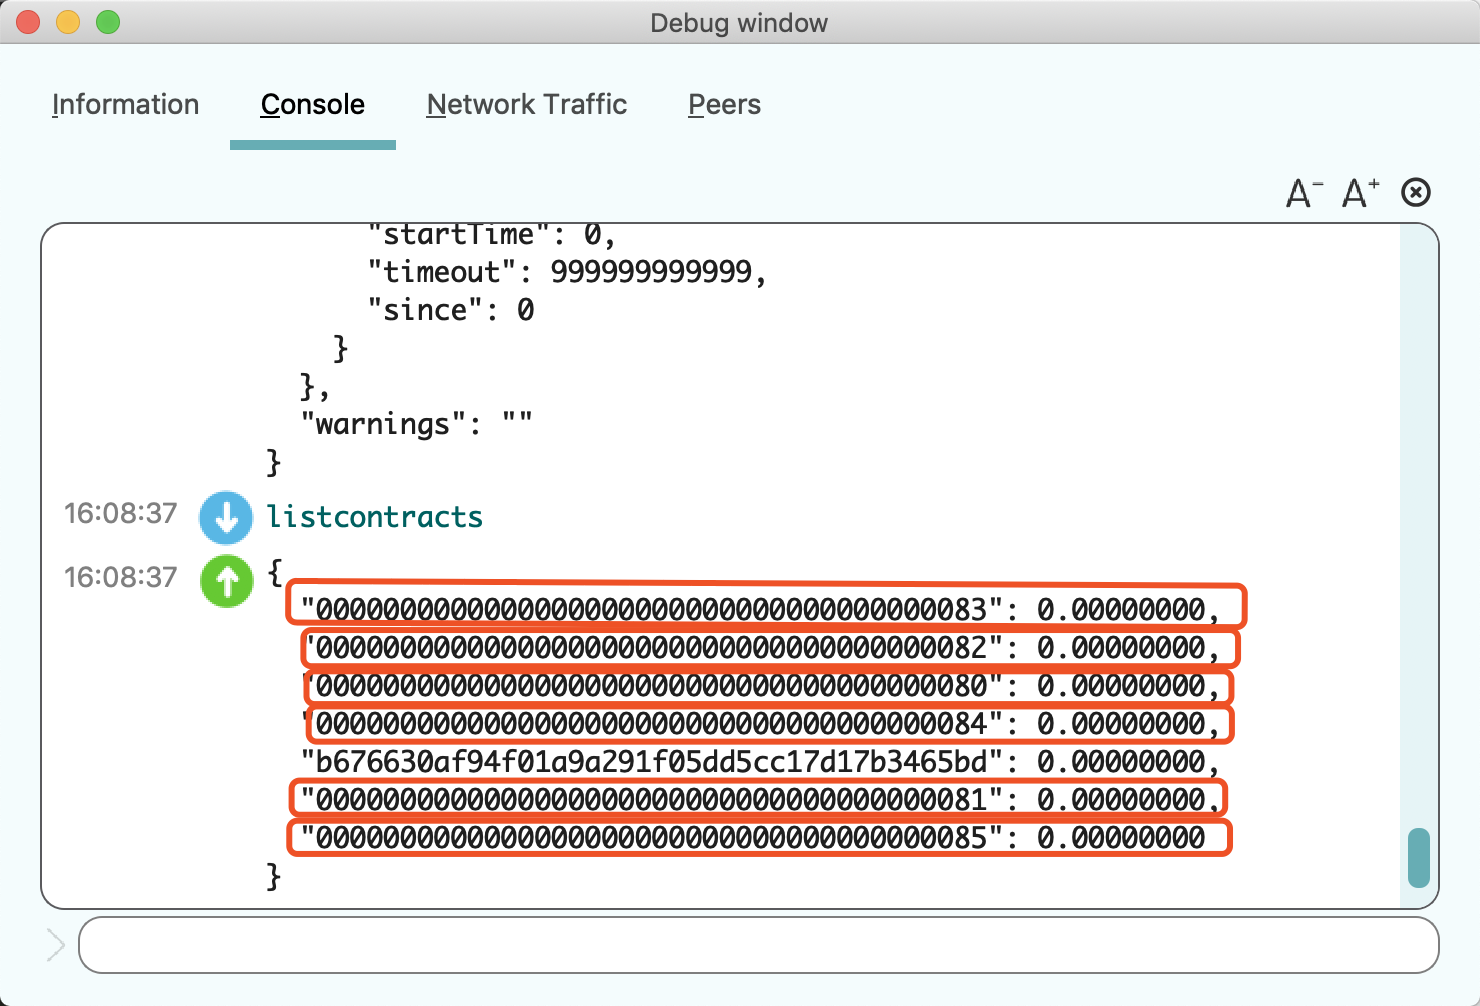 Debug window
Information Console Network Traffic Peers
A- A+
"startTime": 0,
"timeout": 999999999999,
"since": 0
}
},
"warnings": ""
}
16:08:37 listcontracts
16:08:37 {
"0000000000000000000000000000000000000083": 0.00000000,
"0000000000000000000000000000000000000082": 0.00000000,
"0000000000000000000000000000000000000080": 0.00000000,
"0000000000000000000000000000000000000084": 0.00000000,
"b676630af94f01a9a291f05dd5cc17d17b3465bd": 0.00000000,
"0000000000000000000000000000000000000081": 0.00000000,
"0000000000000000000000000000000000000085": 0.00000000
}